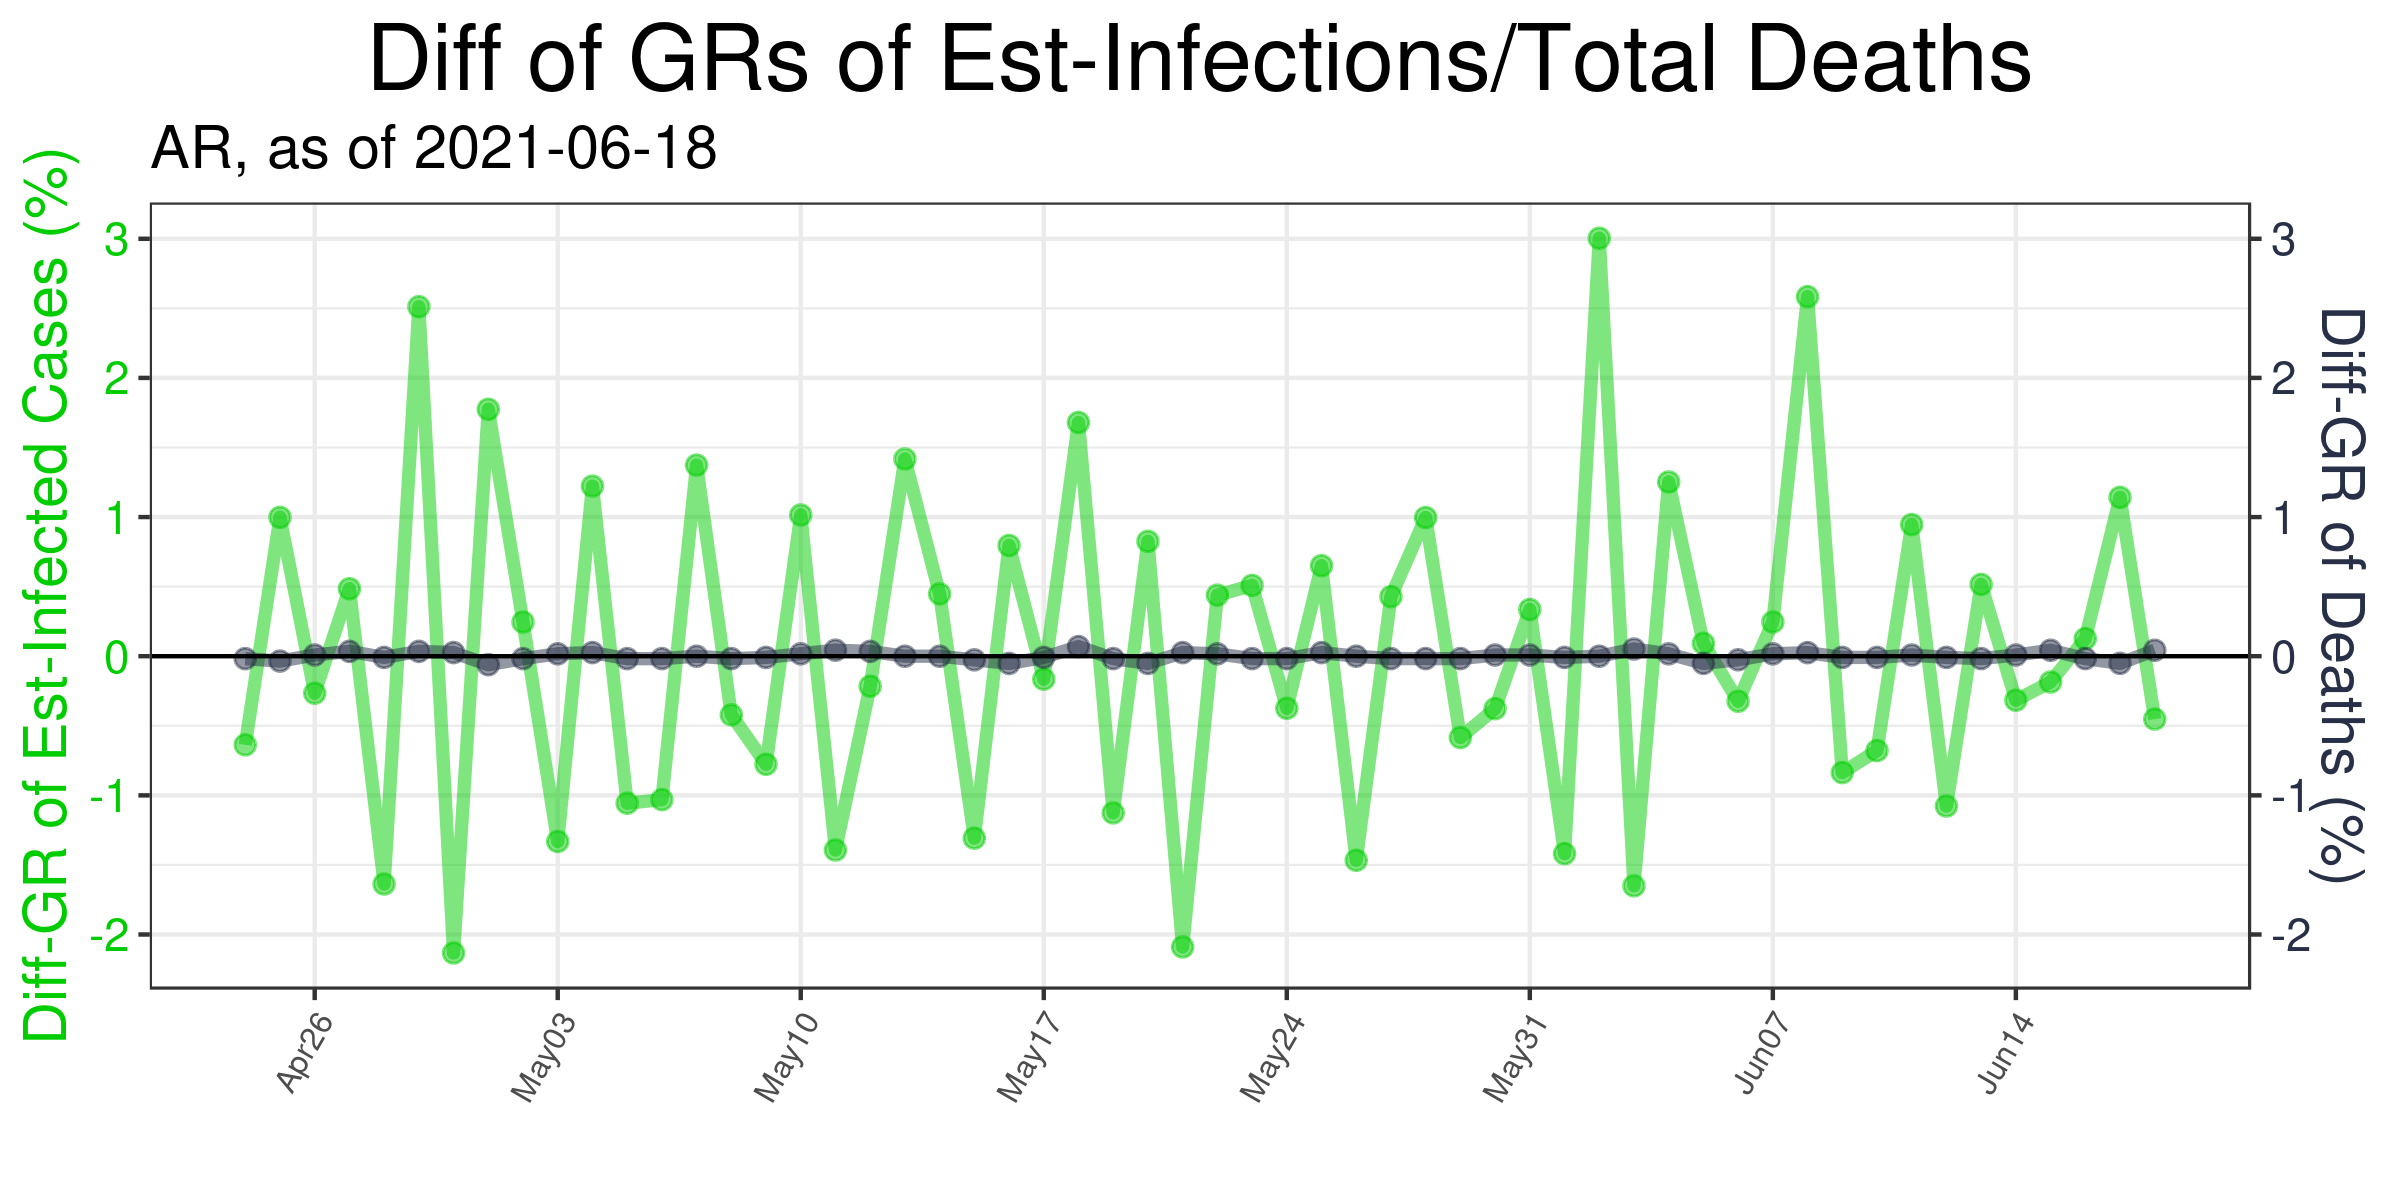 Diff of GRs of Est-Infections/Total Deaths
AR, as of 2021-06-18
Diff-GR of Est-Infected Cases (%)
3
2
1
0
-1
-2
3
2
1
0
-1
-2
Diff-GR of Deaths (%)
Apr26
May03
May10
May17
May24
May31
Jun07
Jun14